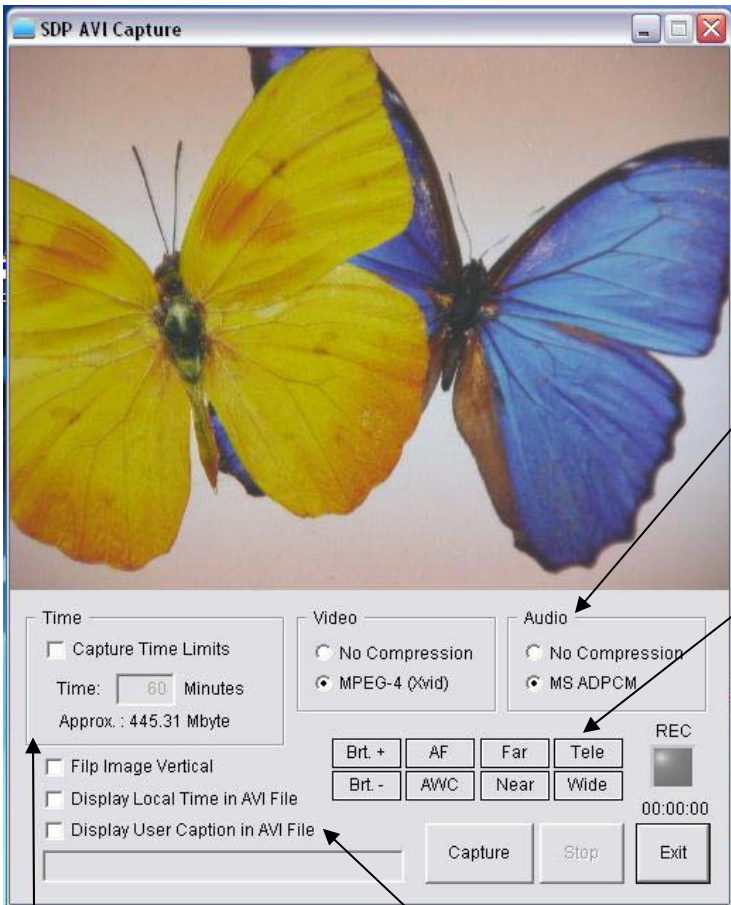 SDP AVI Capture
Time
Capture Time Limits
Time: 60 Minutes
Approx. : 445.31 Mbyte
Video
No Compression
MPEG-4 (Xvid)
Audio
No Compression
MS ADPCM
Filp Image Vertical
Display Local Time in AVI File
Display User Caption in AVI File
Brt. + AF Far Tele
Brt. - AWC Near Wide
REC
00:00:00
Capture Stop Exit